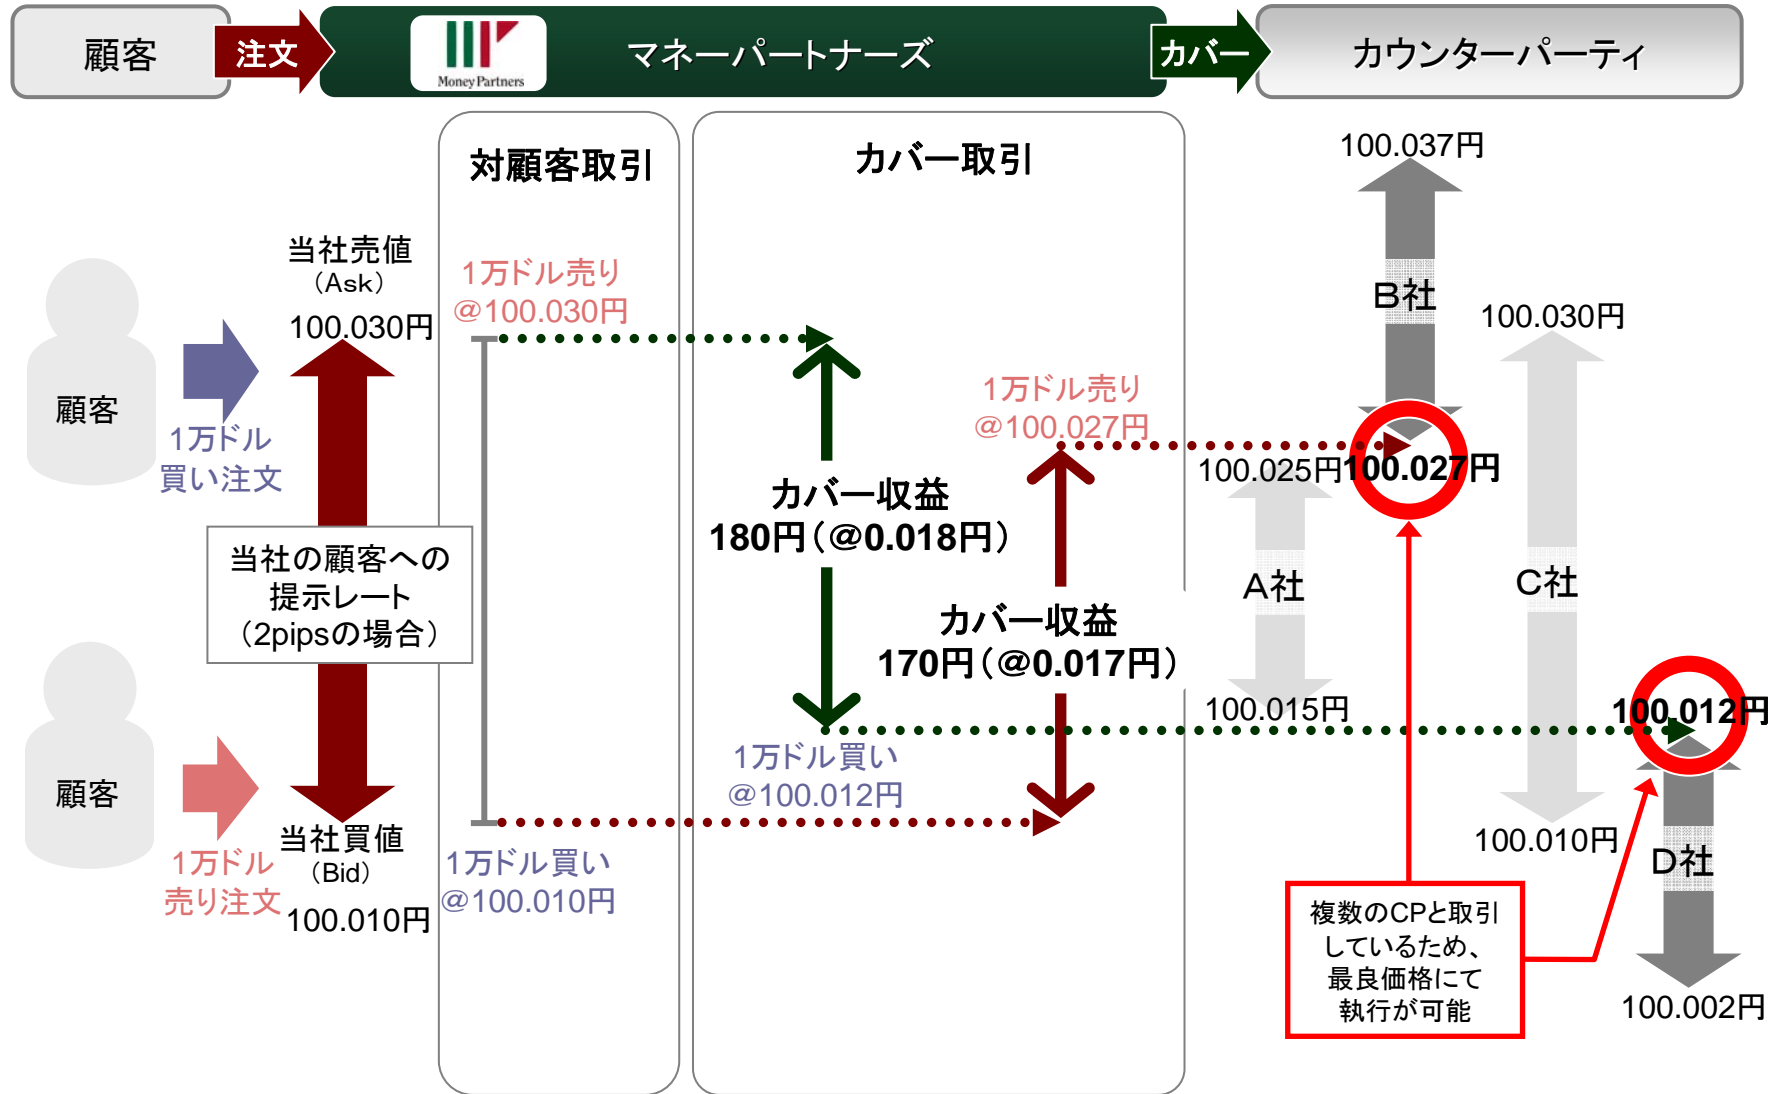 顧客
注文
Money Partners
マネーパートナーズ
カバー
カウンターパーティ
対顧客取引
カバー取引
当社売値
（Ask）
100.030円
1万ドル売り
@100.030円
顧客
1万ドル
買い注文
当社の顧客への
提示レート
（2pipsの場合）
カバー収益
180円（@0.018円）
1万ドル売り
@100.027円
カバー収益
170円（@0.017円）
1万ドル買い
@100.012円
顧客
1万ドル
売り注文
当社買値
（Bid）
100.010円
1万ドル買い
@100.010円
100.037円
B社
100.027円
100.025円
A社
100.015円
100.030円
C社
100.010円
100.012円
D社
100.002円
複数のCPと取引
しているため、
最良価格にて
執行が可能